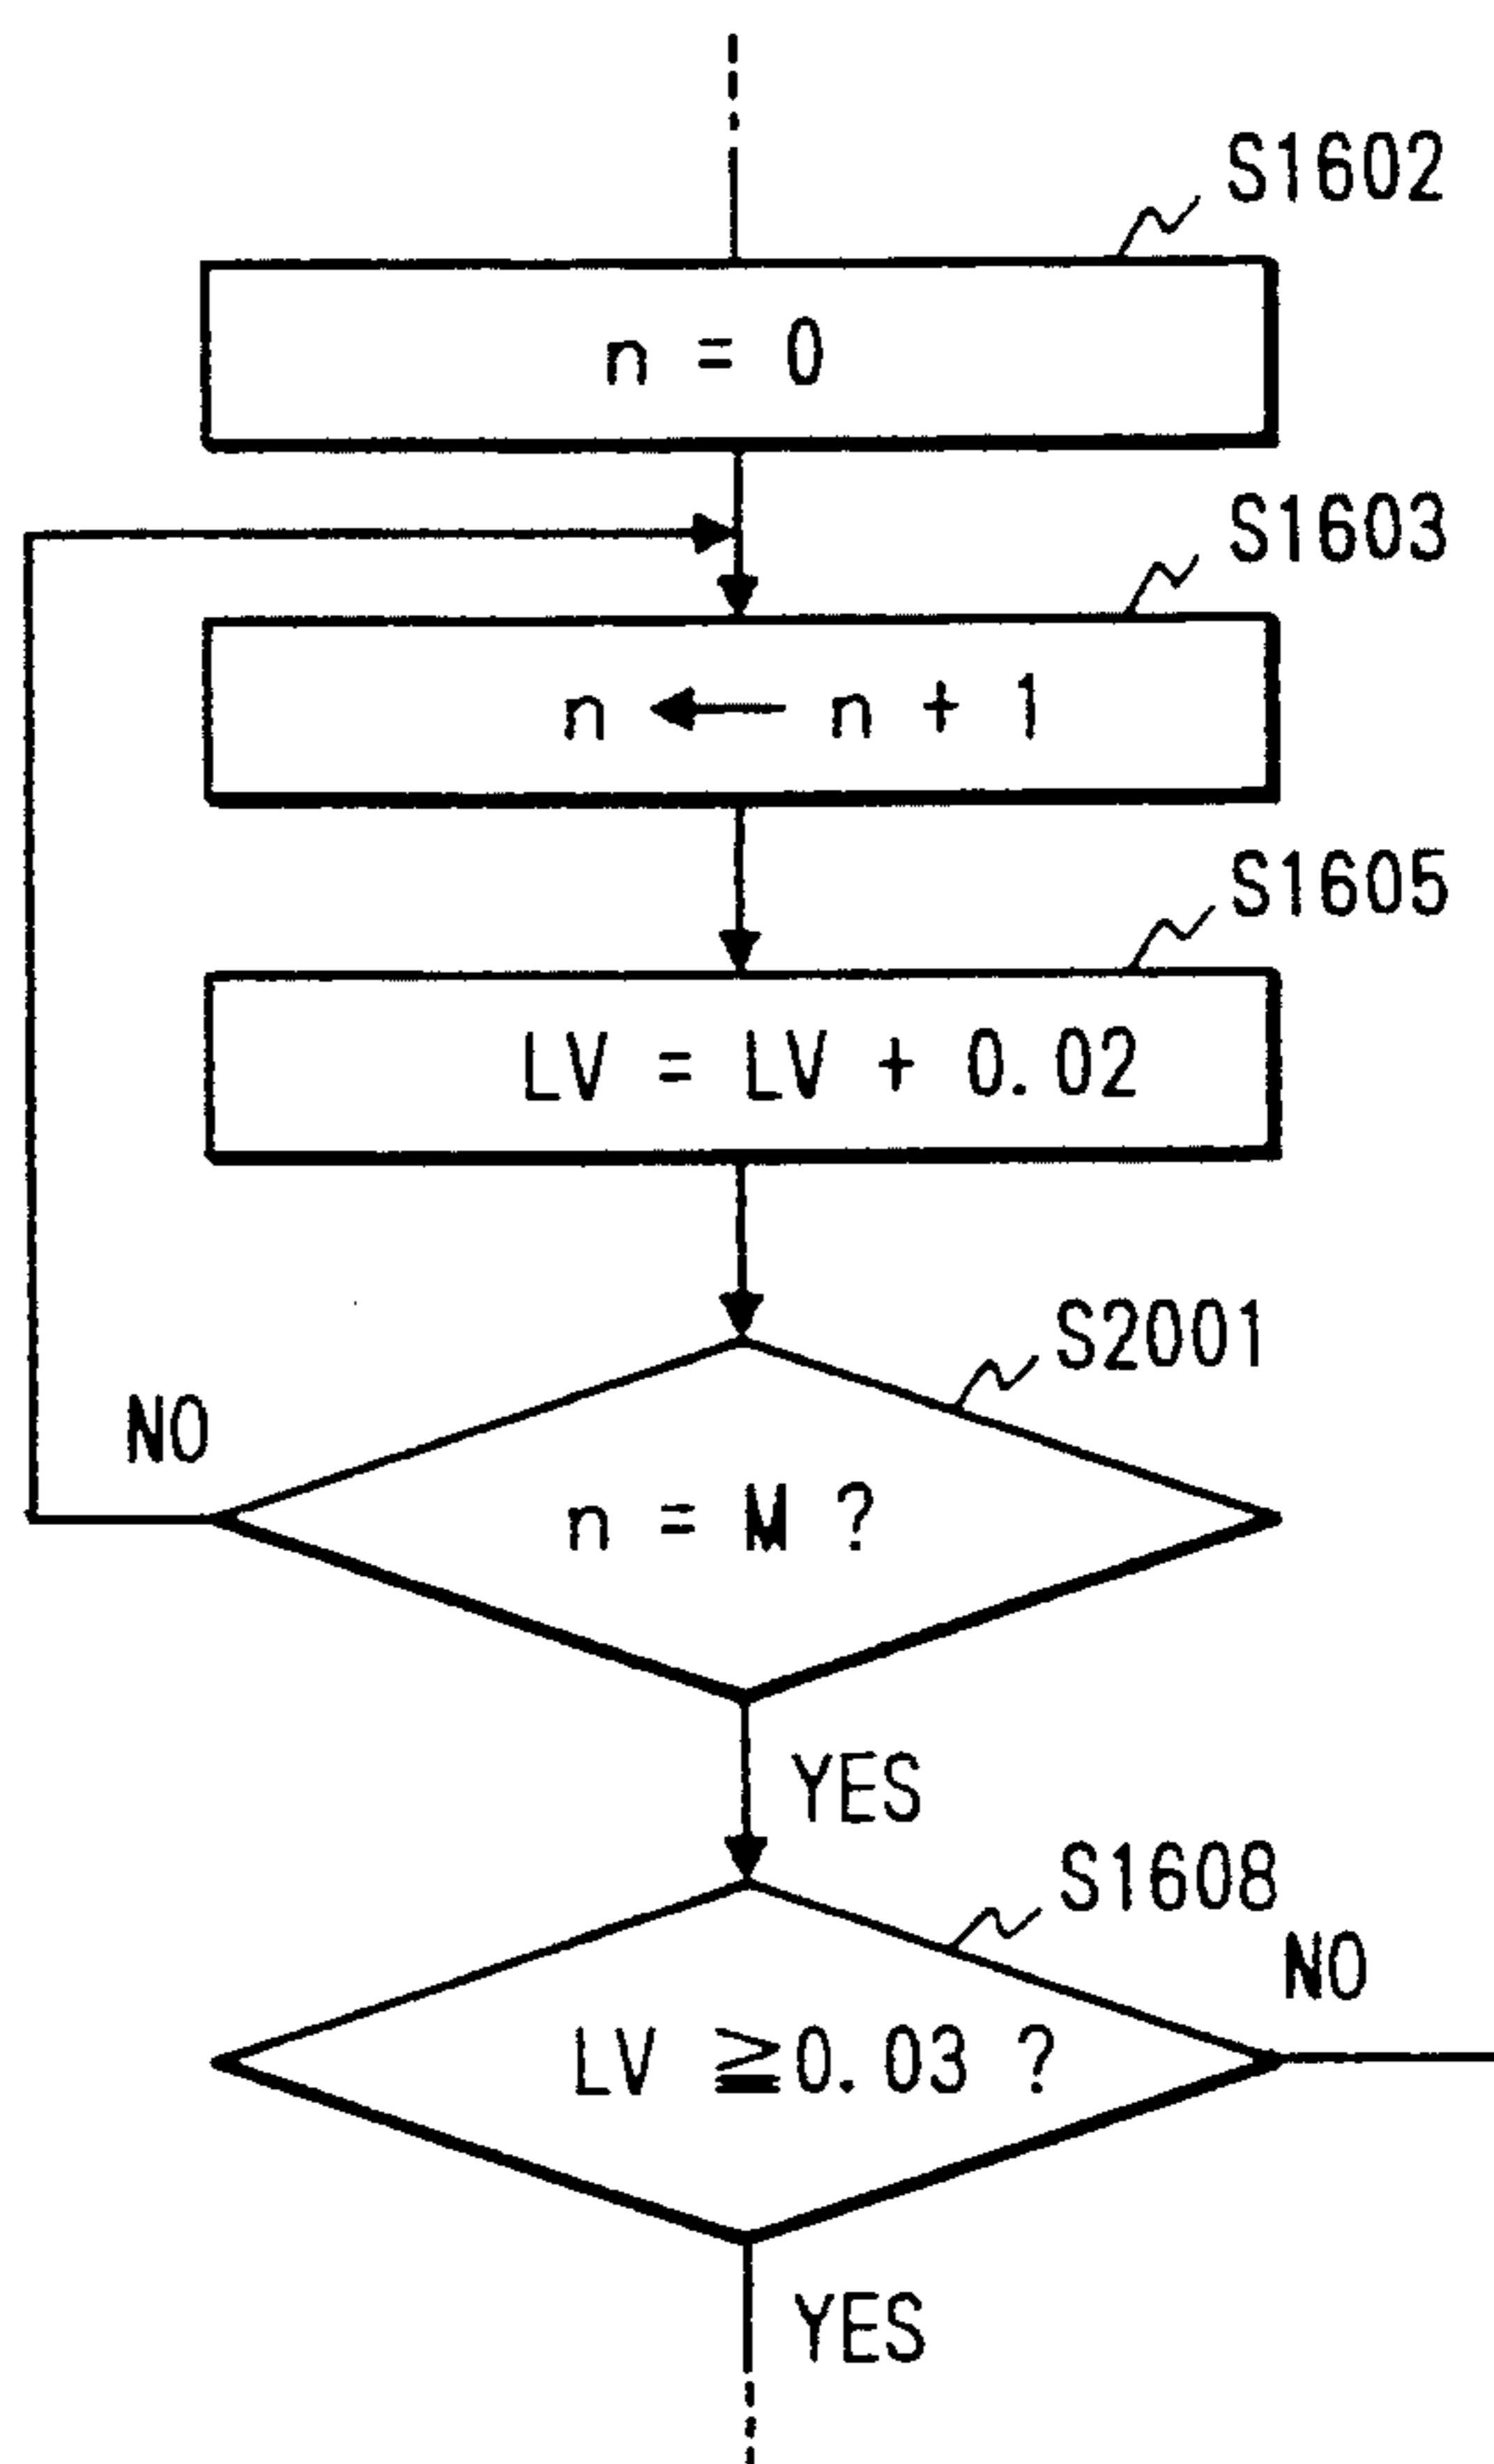 S1602
n = 0
S1603
n ← n + 1
S1605
LV = LV + 0.02
S2001
NO
n = M ?
YES
S1608
NO
LV ≧ 0.03 ?
YES